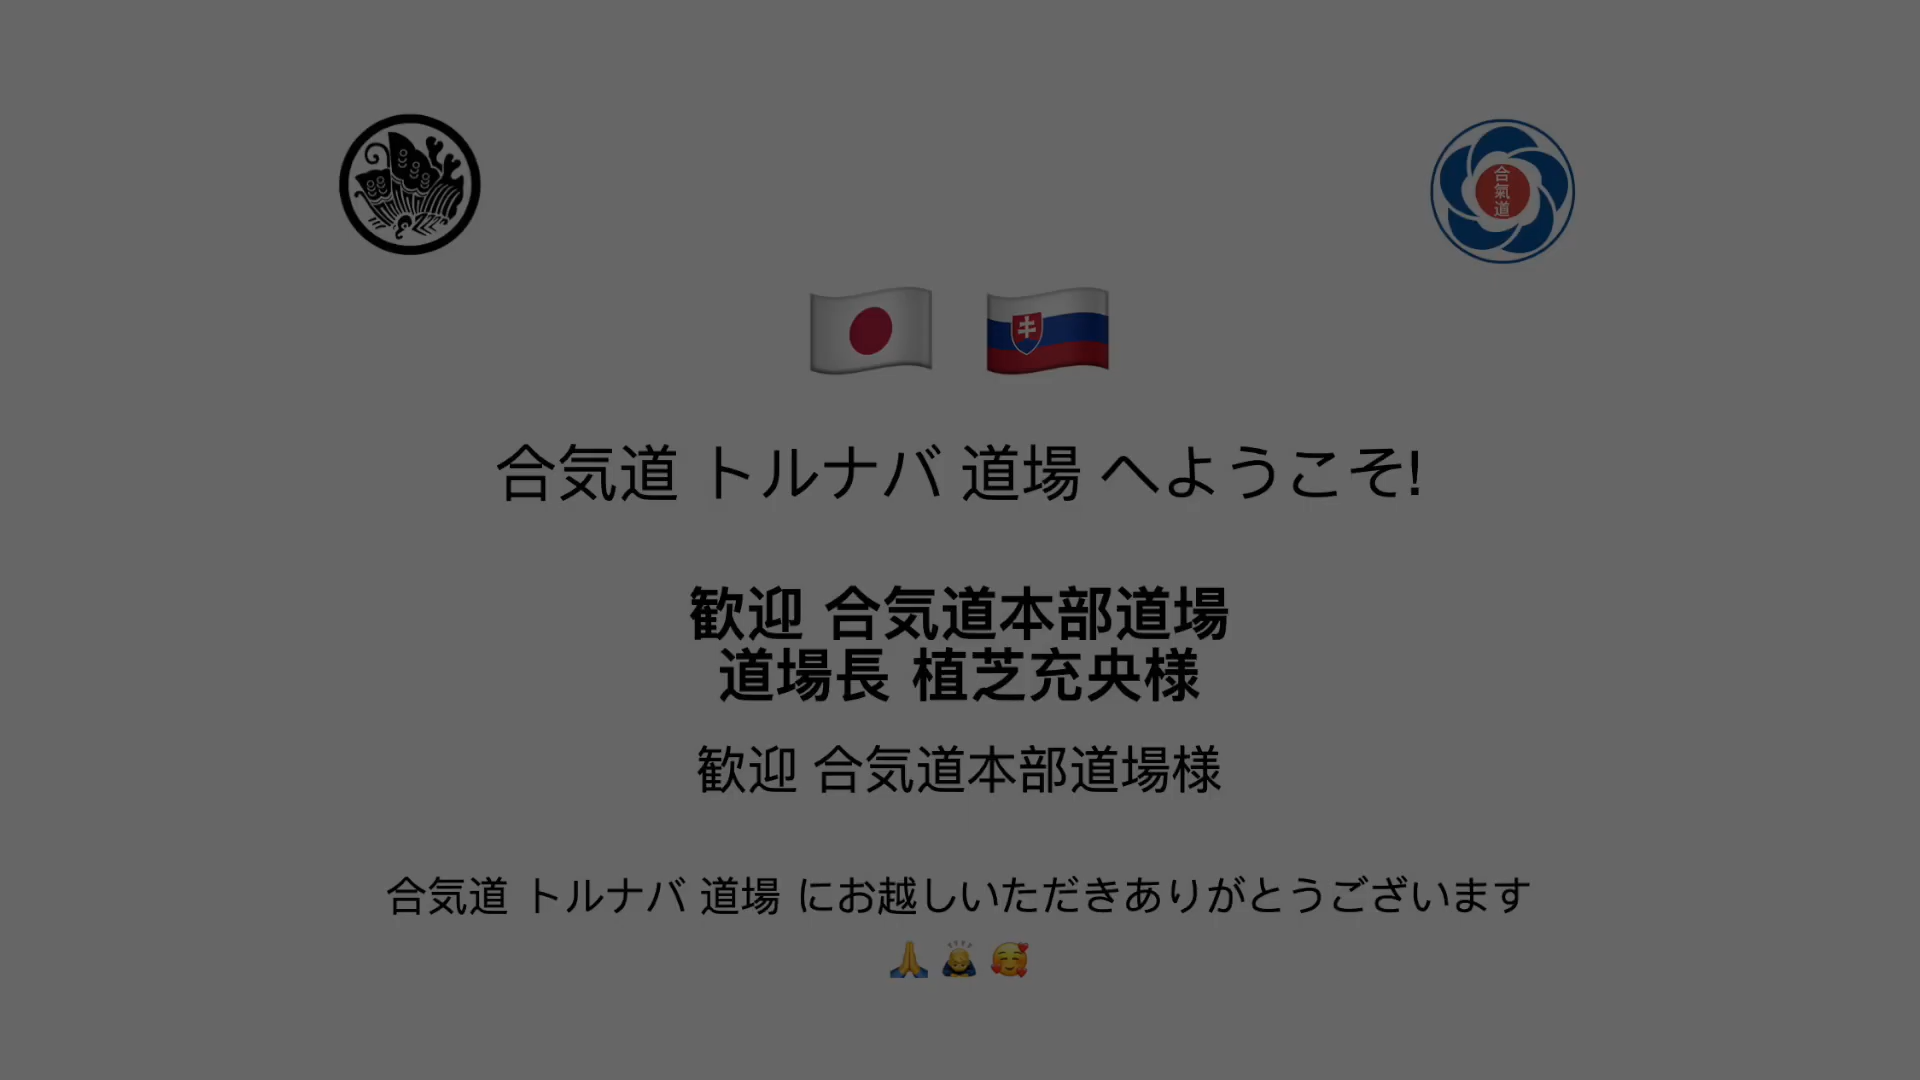 合氣道
合気道 トルナバ 道場 へようこそ!
歓迎 合気道本部道場
道場長 植芝充央様
歓迎 合気道本部道場様
合気道 トルナバ 道場 にお越しいただきありがとうございます
🙏 🙇 🥰